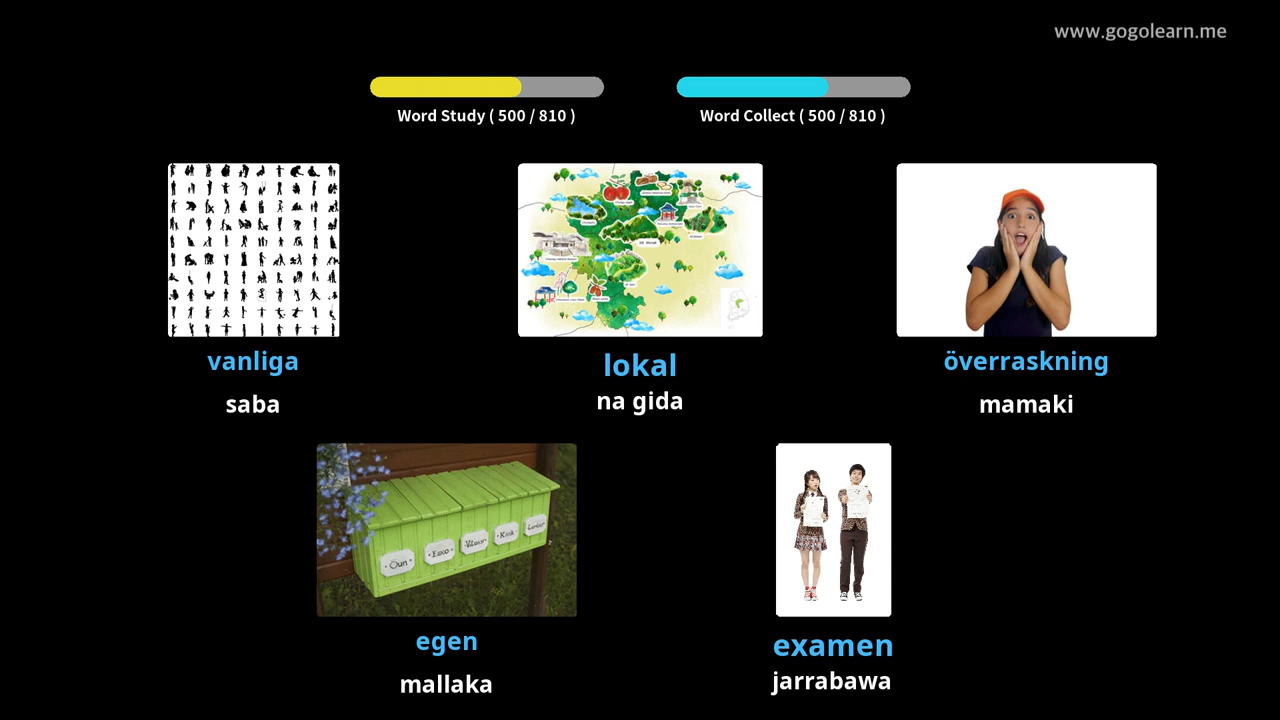 www.gogolearn.me
Word Study ( 500 / 810 )
Word Collect ( 500 / 810 )
vanliga
saba
lokal
na gida
överraskning
mamaki
egen
mallaka
examen
jarrabawa